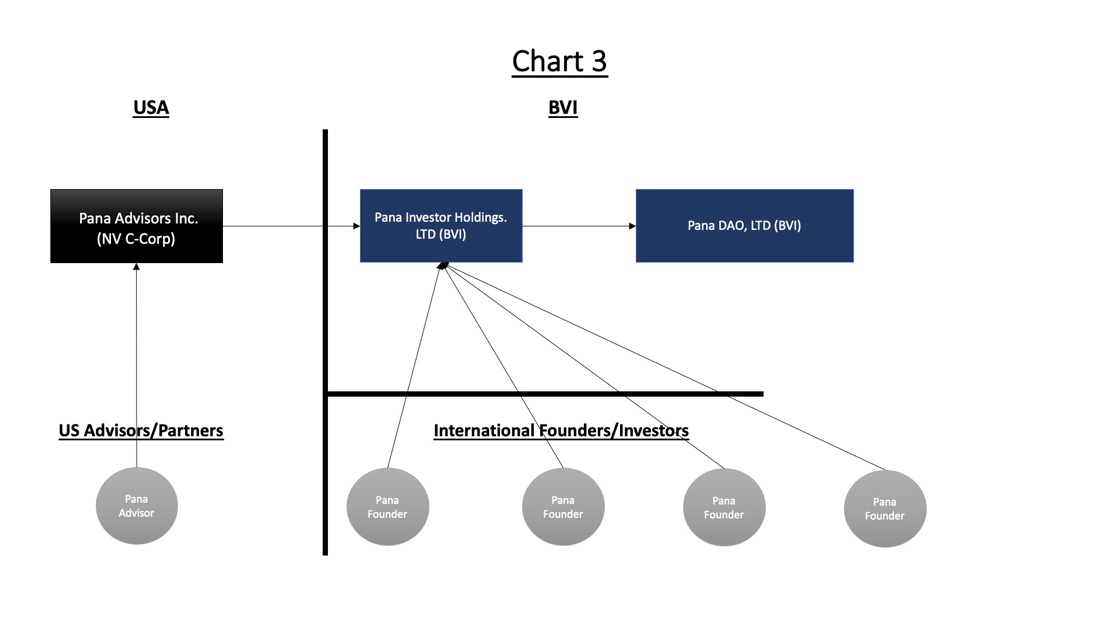 Chart 3
USA
BVI
Pana Advisors Inc.
(NV C-Corp)
Pana Investor Holdings.
LTD (BVI)
Pana DAO, LTD (BVI)
US Advisors/Partners
International Founders/Investors
Pana
Advisor
Pana
Founder
Pana
Founder
Pana
Founder
Pana
Founder